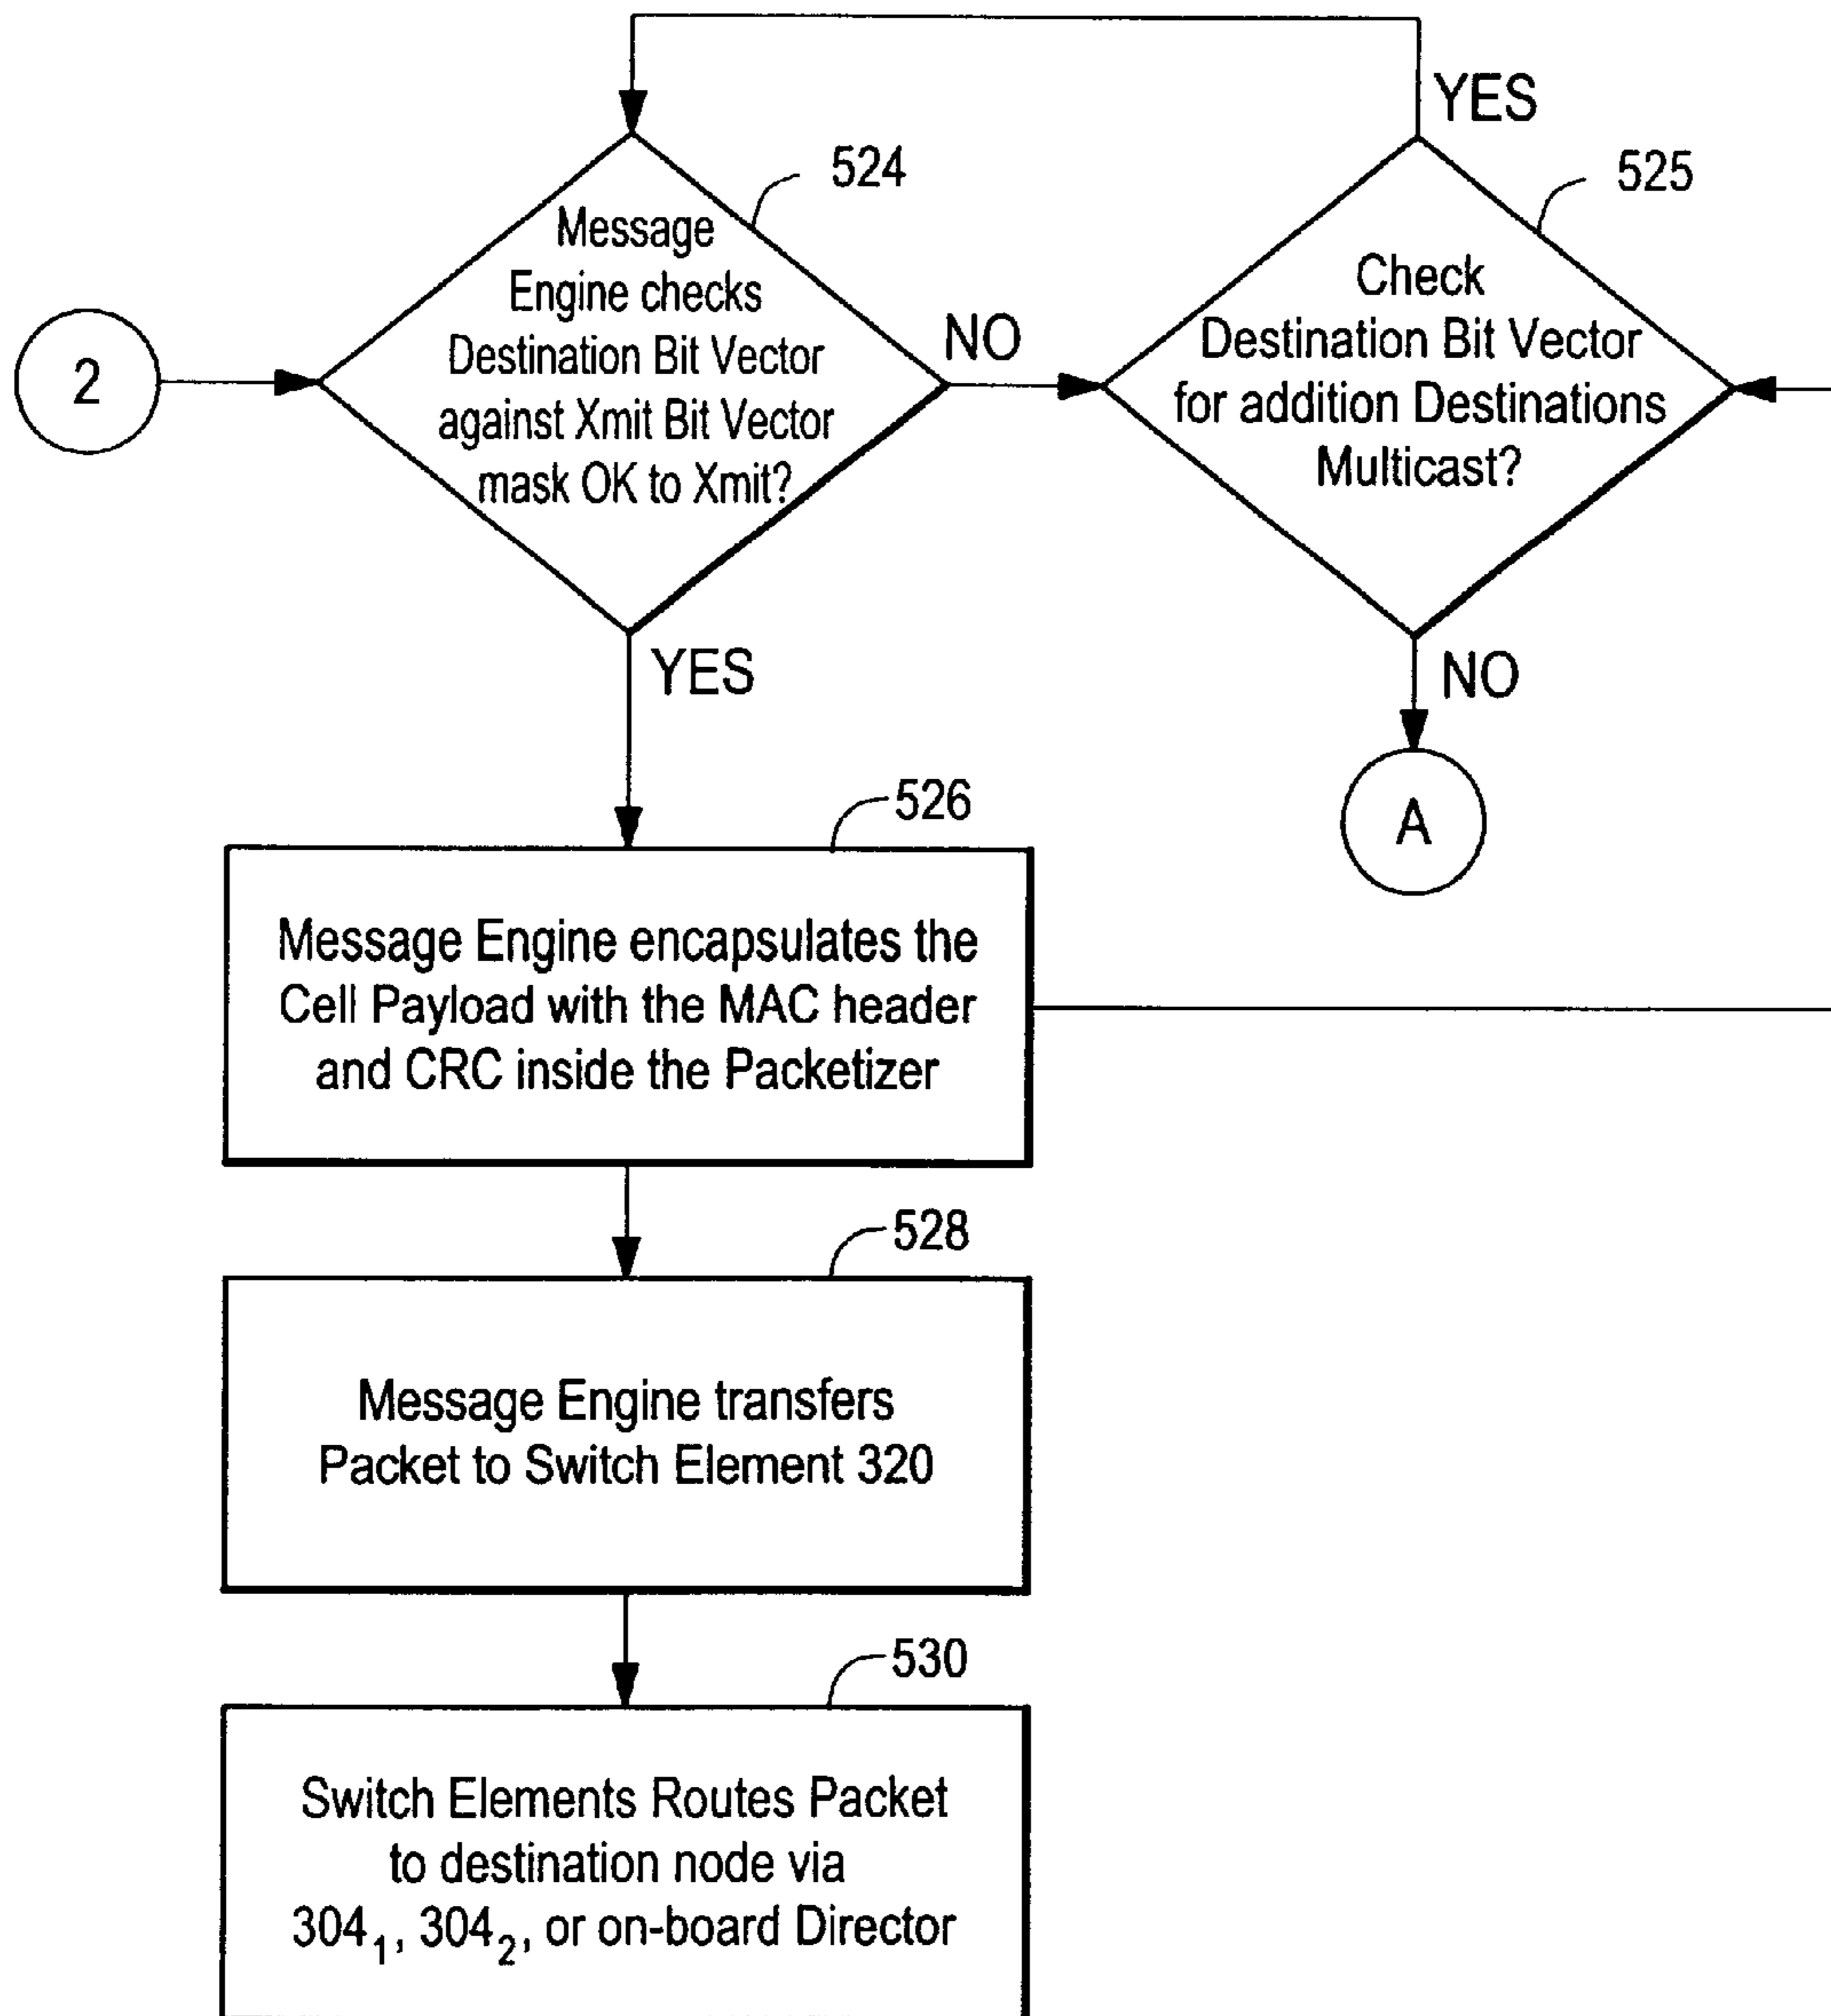 YES
524
525
2
Message
Engine checks
Destination Bit Vector
against Xmit Bit Vector
mask OK to Xmit?
NO
Check
Destination Bit Vector
for addition Destinations
Multicast?
YES
NO
A
526
Message Engine encapsulates the
Cell Payload with the MAC header
and CRC inside the Packetizer
528
Message Engine transfers
Packet to Switch Element 320
530
Switch Elements Routes Packet
to destination node via
304₁, 304₂, or on-board Director